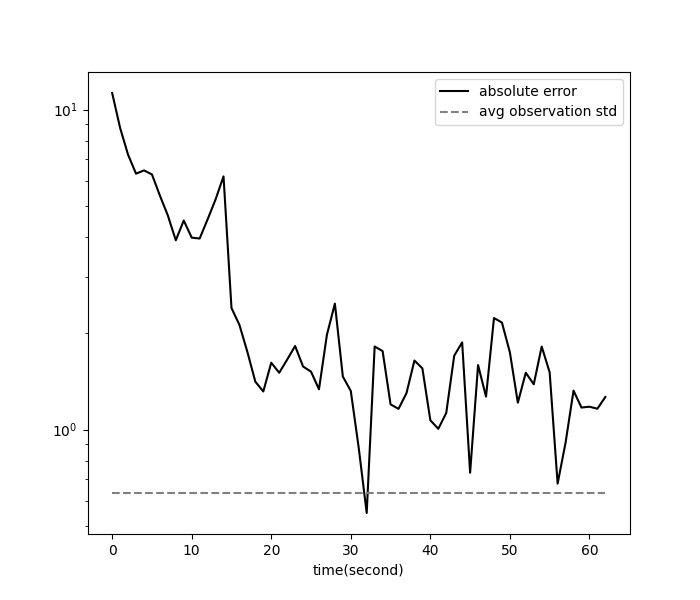 absolute error
avg observation std
10¹
10⁰
0 10 20 30 40 50 60
time(second)